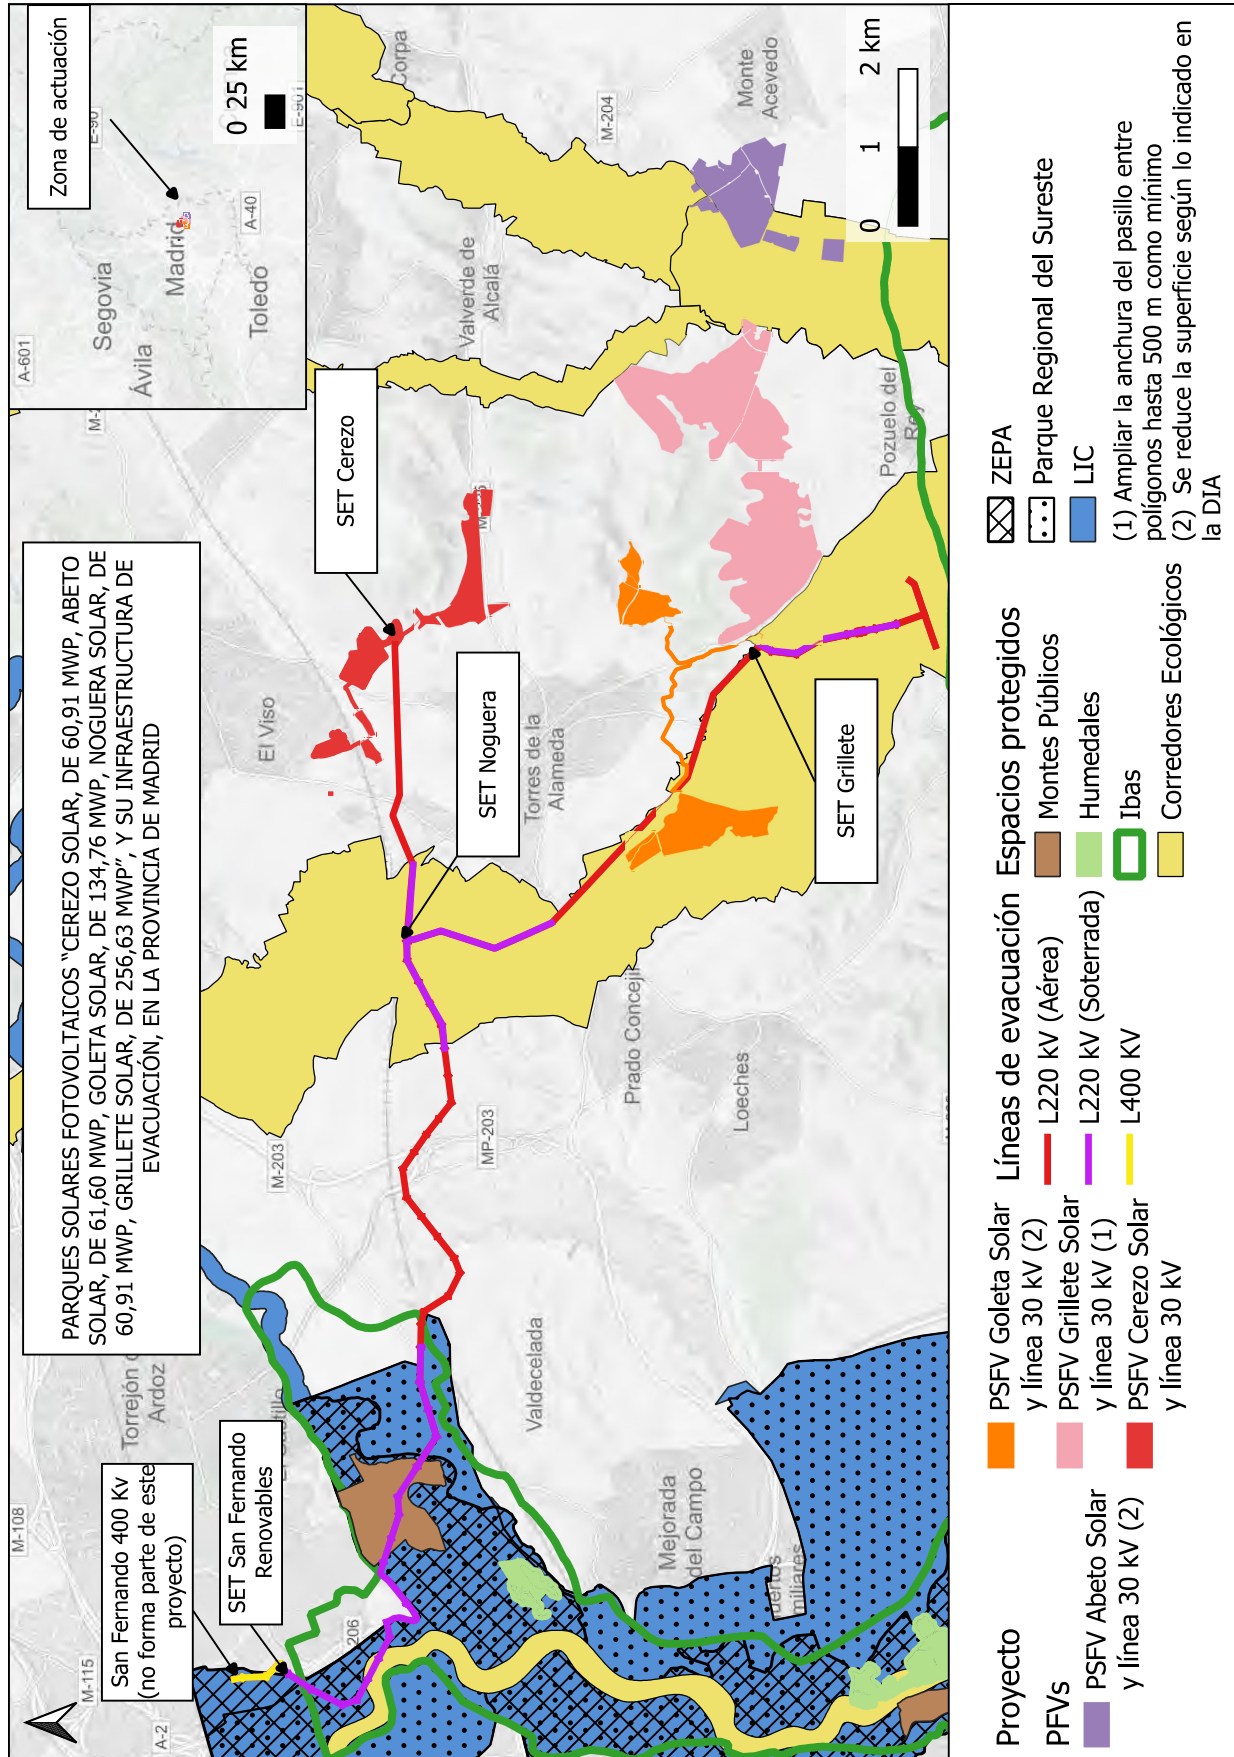 PARQUES SOLARES FOTOVOLTAICOS “CEREZO SOLAR, DE 60,91 MWP, ABETO
SOLAR, DE 61,60 MWP, GOLETA SOLAR, DE 134,76 MWP, NOGUERA SOLAR, DE
60,91 MWP, GRILLETE SOLAR, DE 256,63 MWP”, Y SU INFRAESTRUCTURA DE
EVACUACIÓN, EN LA PROVINCIA DE MADRID
Zona de actuación
A-601
Segovia
Ávila
Madrid
Toledo
A-40
E-901
0 25 km
San Fernando 400 Kv
(no forma parte de este
proyecto)
SET San Fernando
Renovables
SET Cerezo
SET Noguera
SET Grillete
M-108
M-115
A-2
206
Torrejón
Ardoz
M-203
MP-203
El Viso
Valverde de
Alcalá
Corpa
M-204
Monte
Acevedo
Torres de la
Alameda
Pozuelo del
Rey
Prado Concejil
Loeches
Valdecelada
Mejorada
del Campo
0 1 2 km
Proyecto
PFVs
PSFV Abeto Solar
y línea 30 kV (2)
PSFV Goleta Solar
y línea 30 kV (2)
PSFV Grillete Solar
y línea 30 kV (1)
PSFV Cerezo Solar
y línea 30 kV
Líneas de evacuación
L220 kV (Aérea)
L220 kV (Soterrada)
L400 KV
Espacios protegidos
Montes Públicos
Humedales
Ibas
Corredores Ecológicos
ZEPA
Parque Regional del Sureste
LIC
(1) Ampliar la anchura del pasillo entre
polígonos hasta 500 m como mínimo
(2) Se reduce la superficie según lo indicado en
la DIA